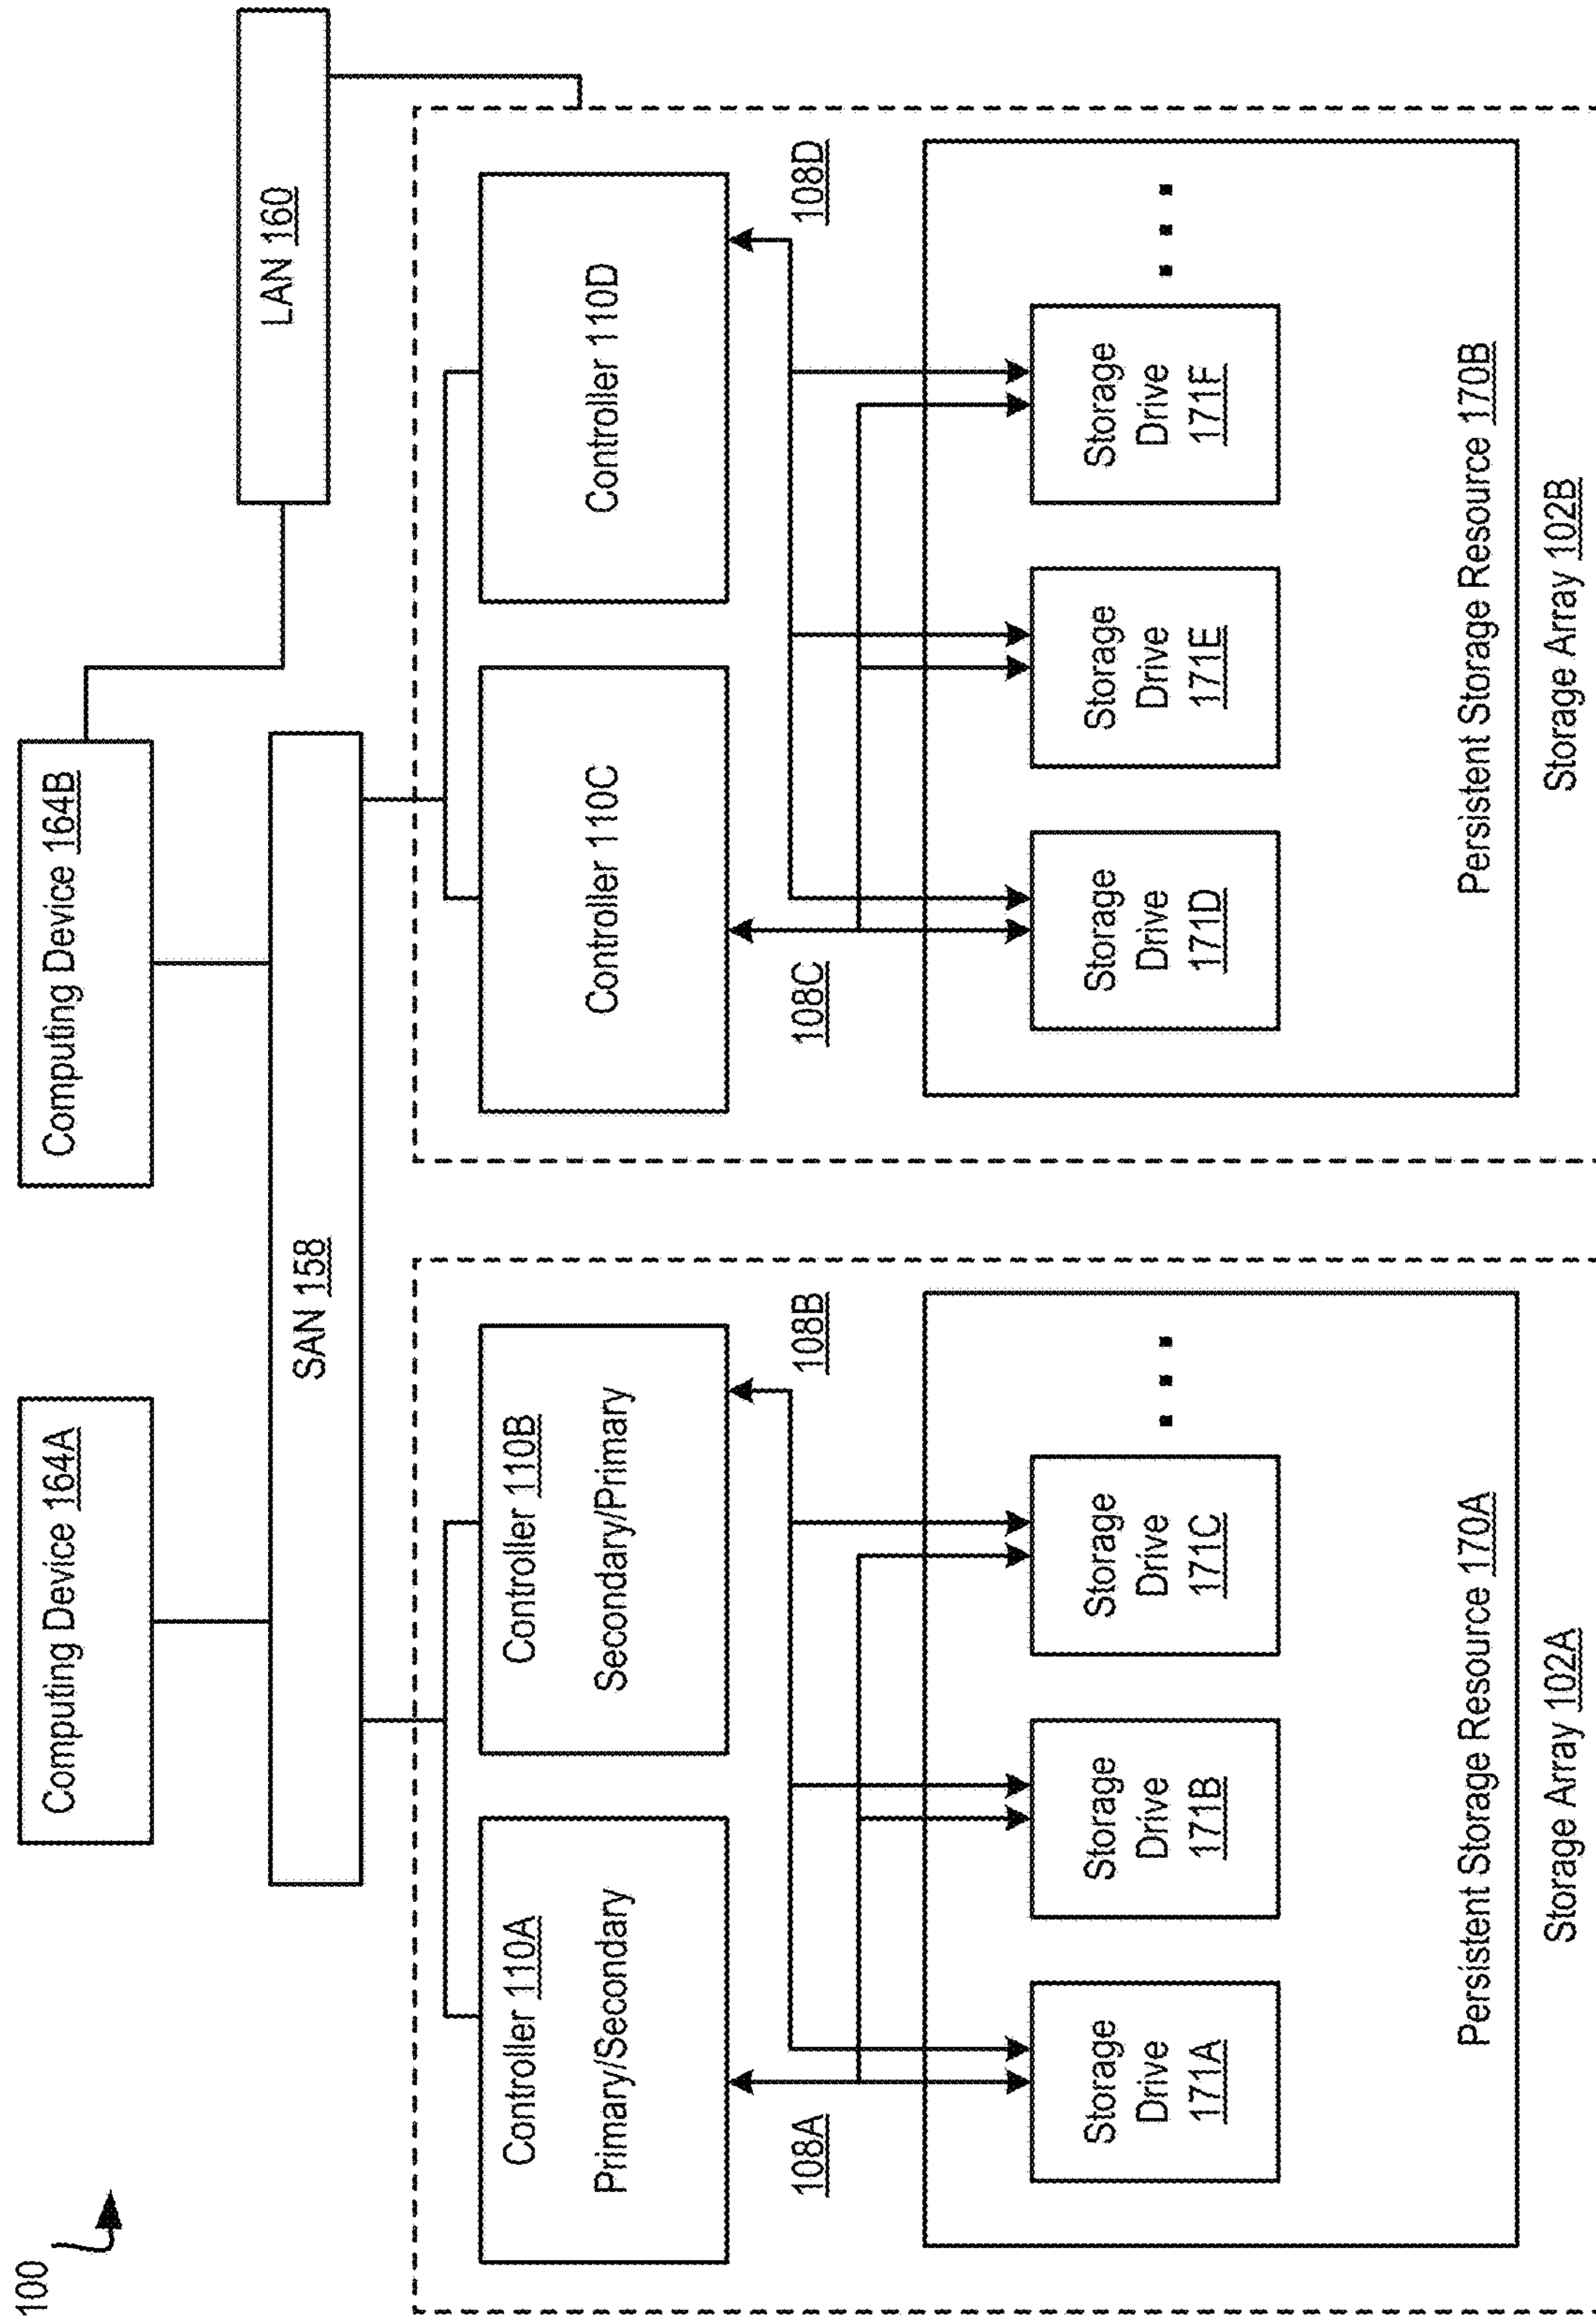 100
Computing Device 164A
Computing Device 164B
SAN 158
LAN 160
Controller 110A
Primary/Secondary
Controller 110B
Secondary/Primary
Controller 110C
Controller 110D
108A
108B
108C
108D
Storage
Drive
171A
Storage
Drive
171B
Storage
Drive
171C
Storage
Drive
171D
Storage
Drive
171E
Storage
Drive
171F
Persistent Storage Resource 170A
Persistent Storage Resource 170B
Storage Array 102A
Storage Array 102B